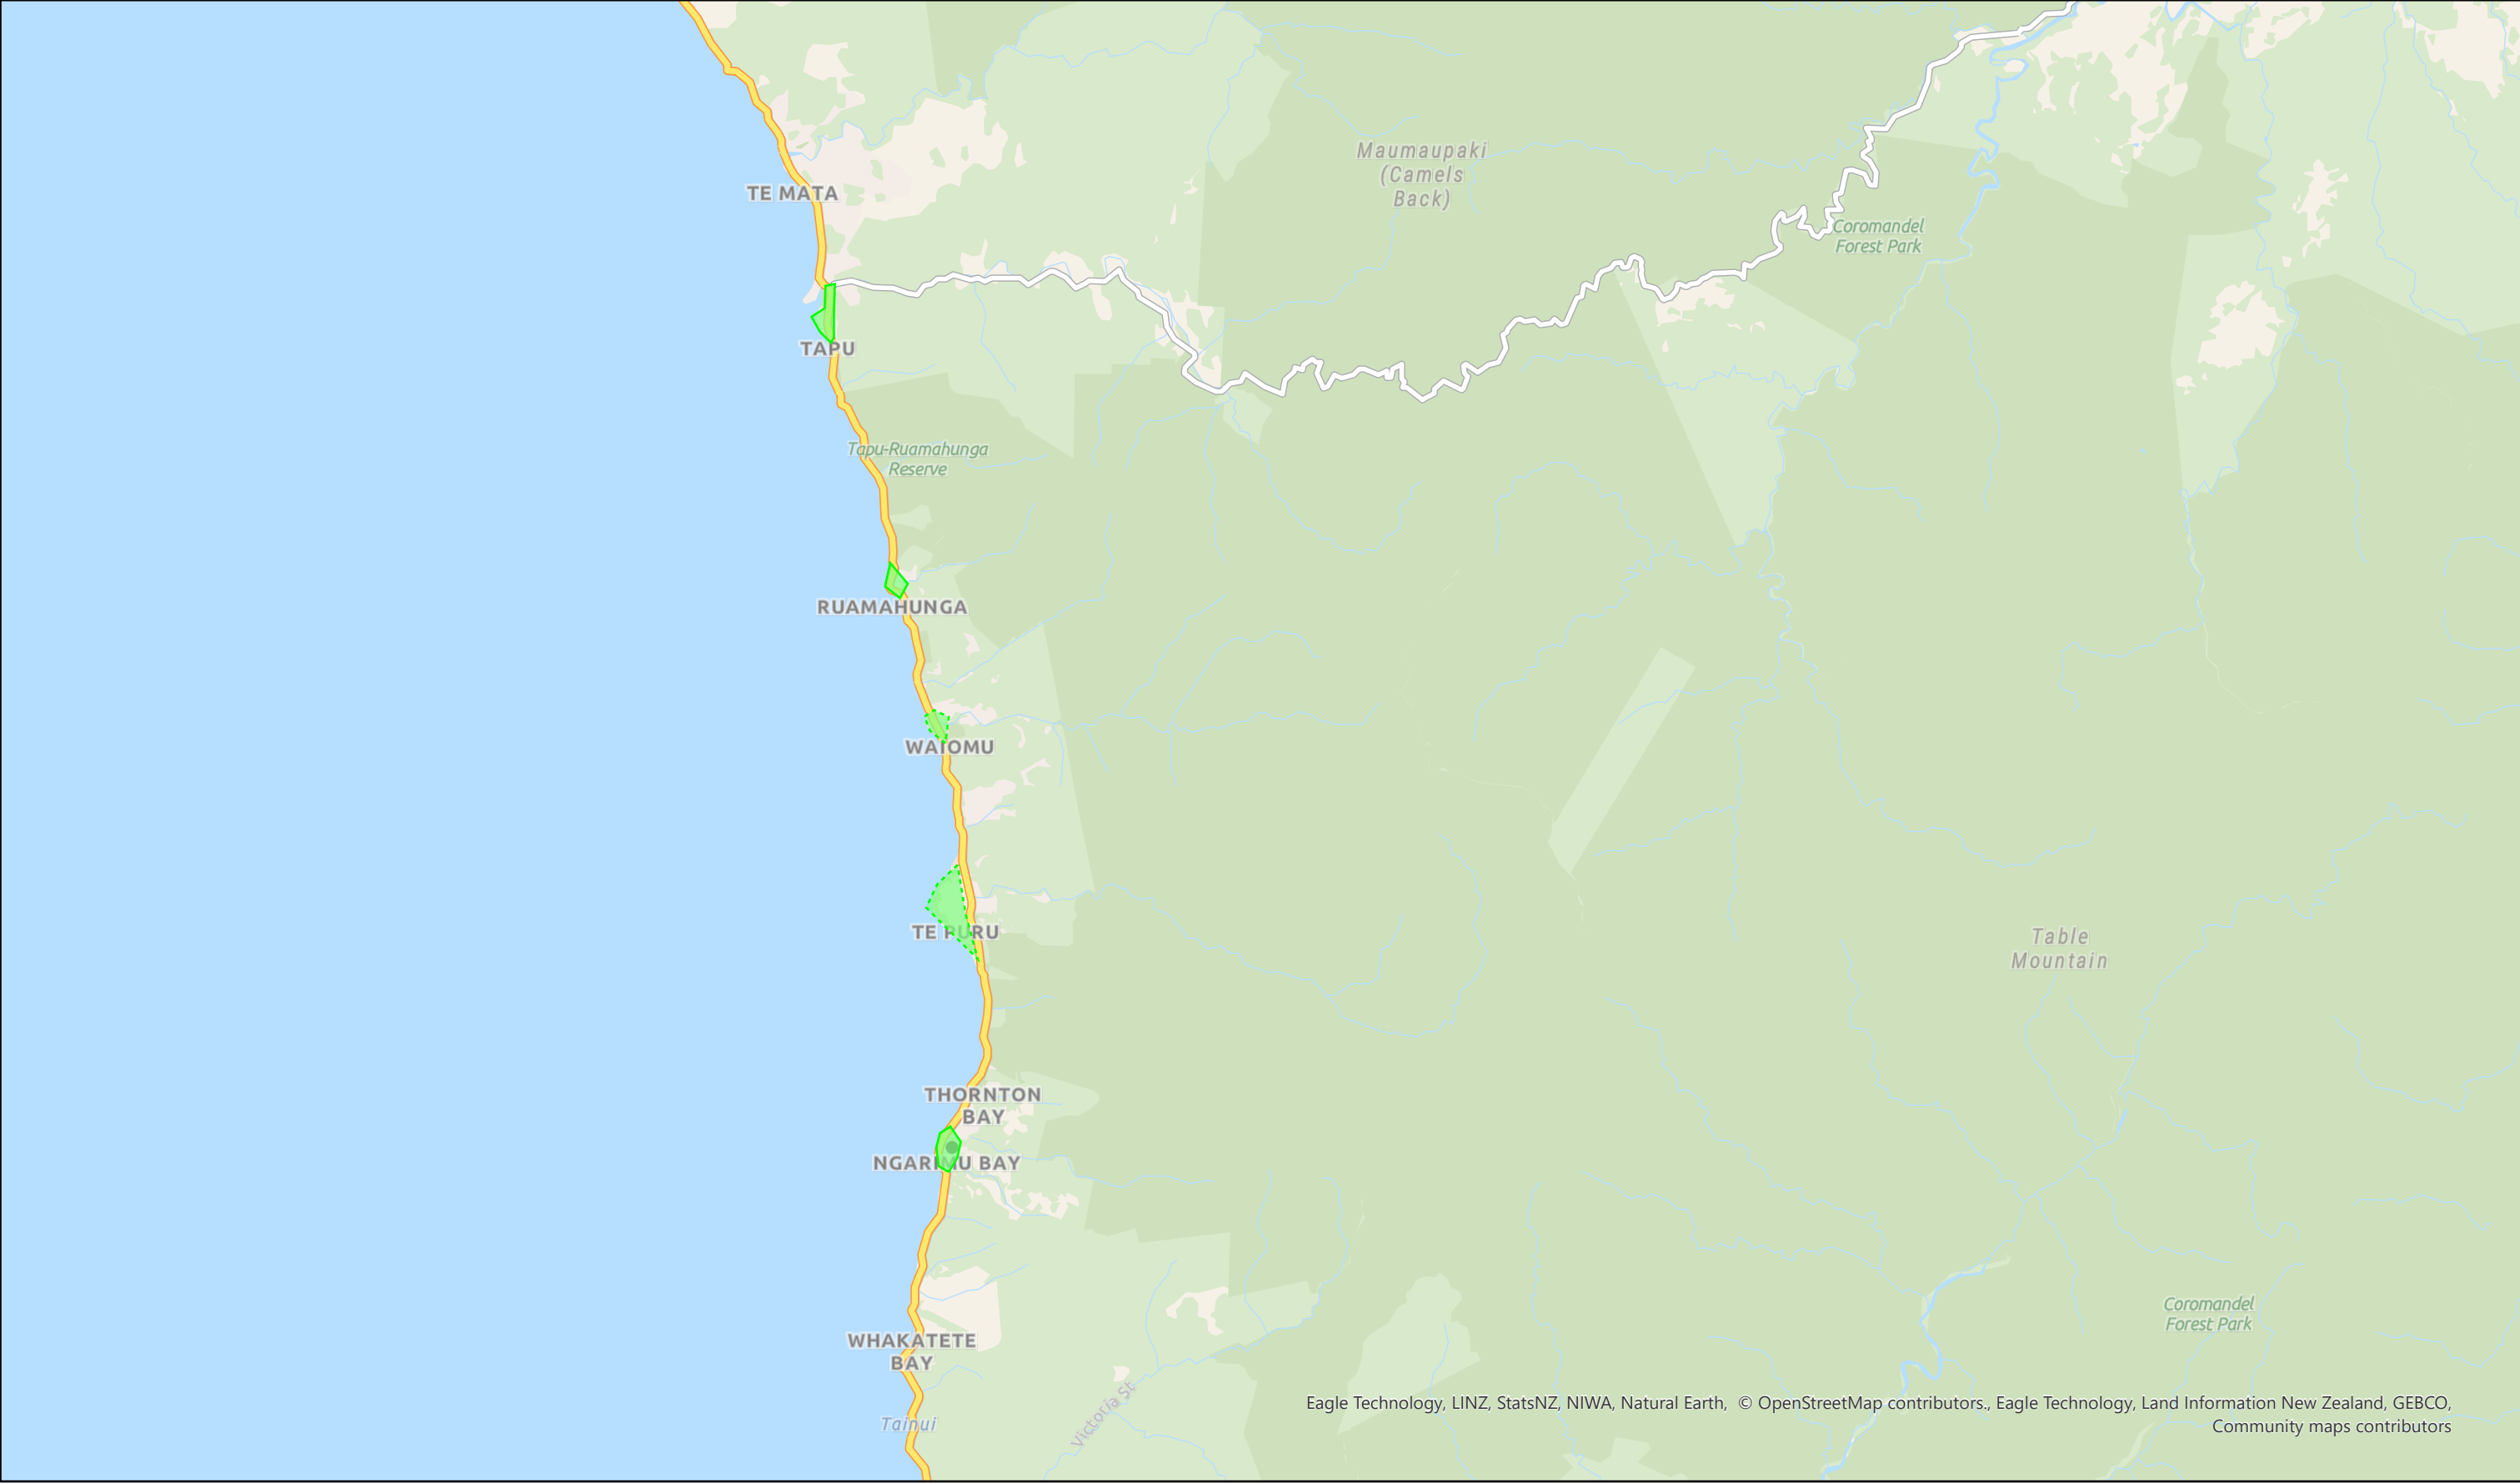 Maumaupaki
(Camels
Back)
TE MATA
Coromandel
Forest Park
TAPU
Tapu-Ruamahunga
Reserve
RUAMAHUNGA
WAIOMU
TE PURU
Table
Mountain
THORNTON
BAY
NGARIMU BAY
Coromandel
Forest Park
WHAKATETE
BAY
Victoria St
Tainui
Eagle Technology, LINZ, StatsNZ, NIWA, Natural Earth, © OpenStreetMap contributors., Eagle Technology, Land Information New Zealand, GEBCO,
Community maps contributors